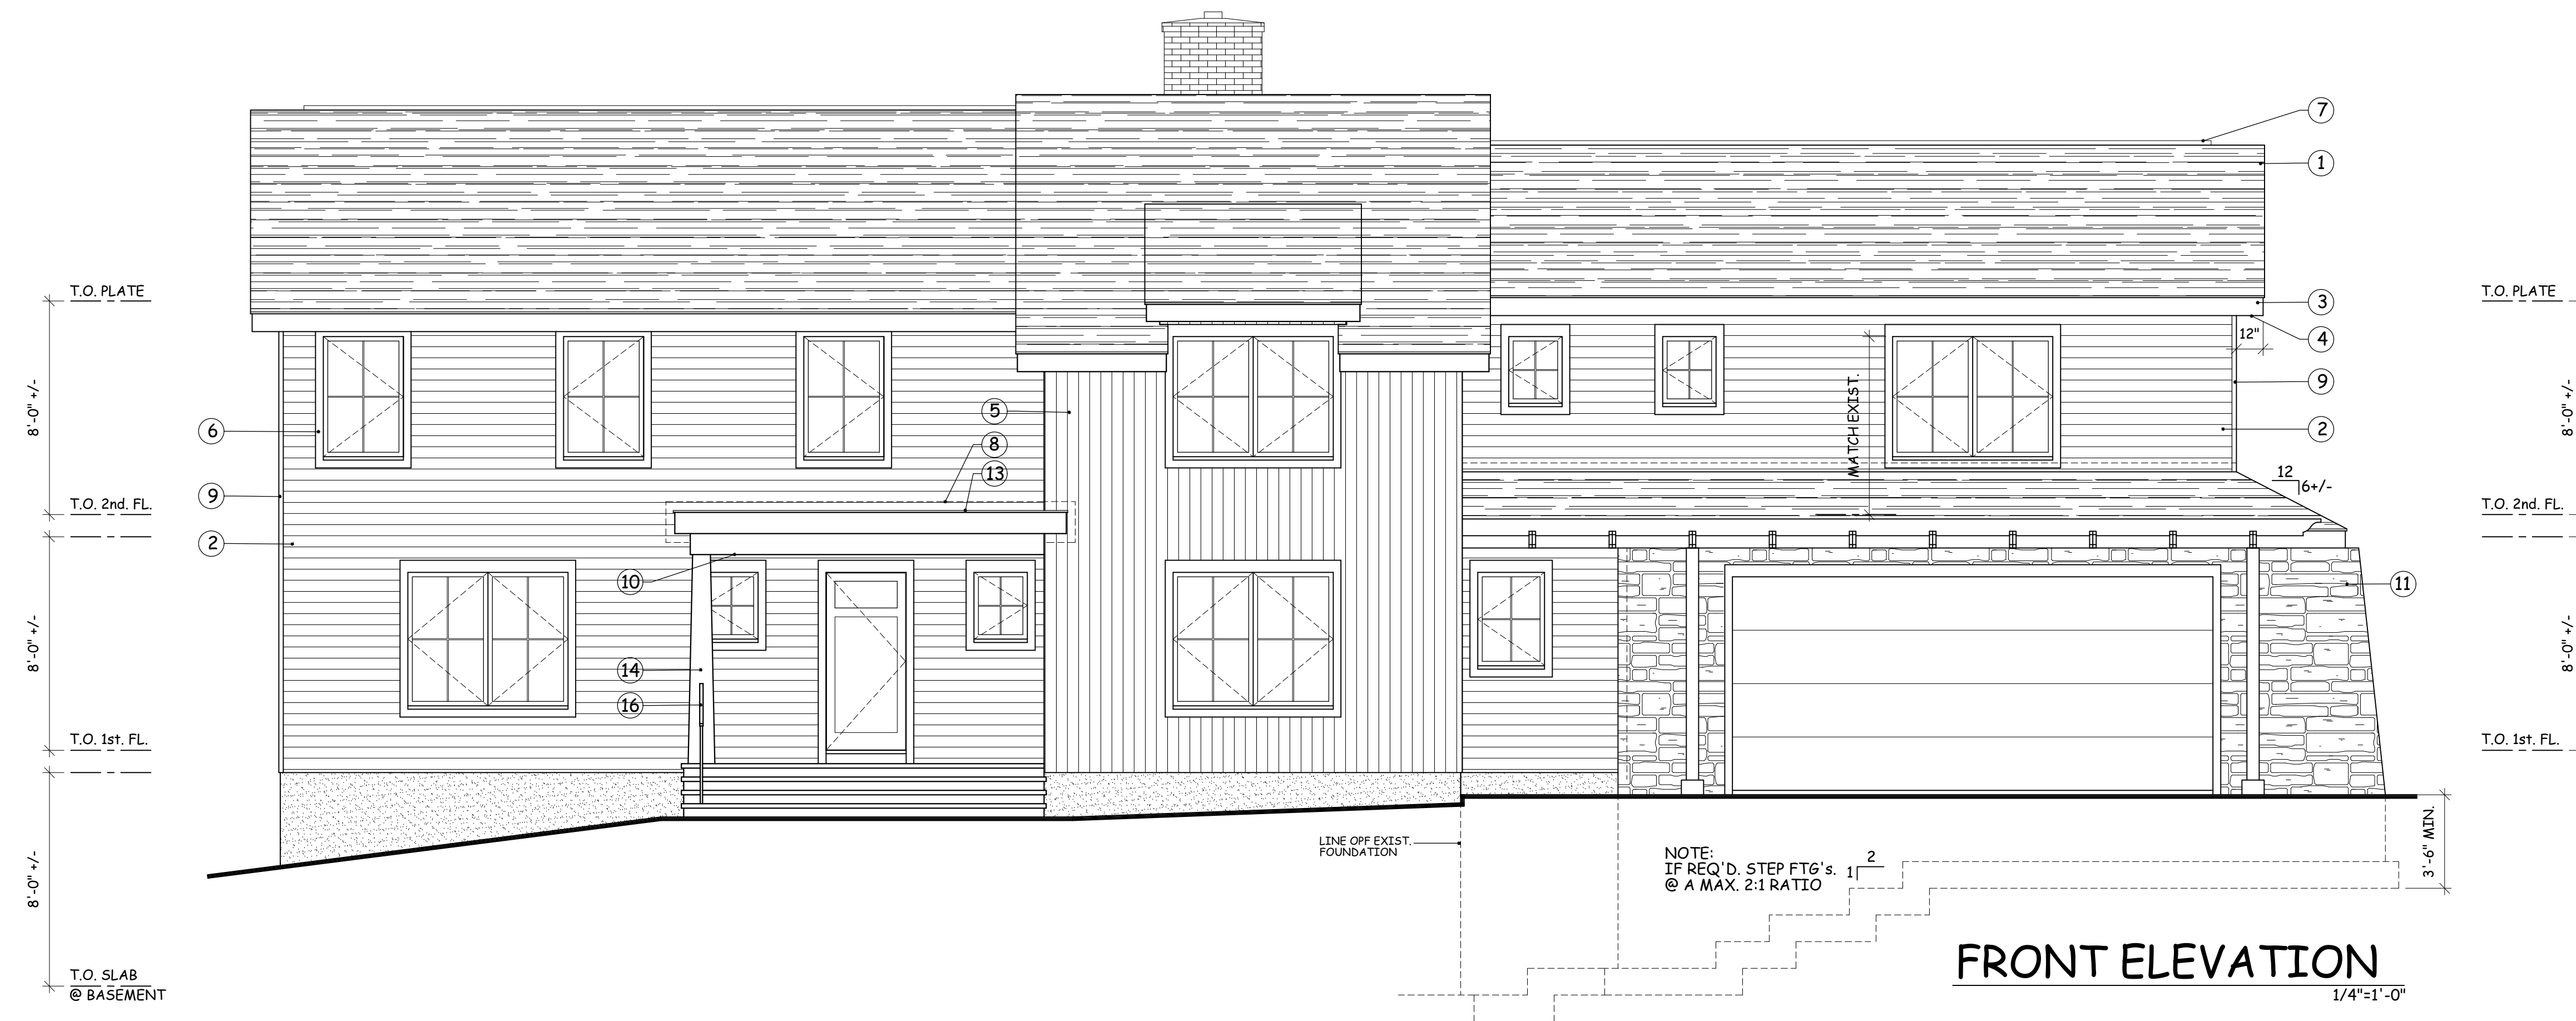 7
1
T.O. PLATE
T.O. PLATE
3
12"
4
9
2
8'-0" +/-
8'-0" +/-
MATCH EXIST.
5
6
8
13
12
6+/-
9
T.O. 2nd. FL.
T.O. 2nd. FL.
2
10
11
8'-0" +/-
8'-0" +/-
14
16
T.O. 1st. FL.
T.O. 1st. FL.
3'-6" MIN.
LINE OPF EXIST.
FOUNDATION
NOTE:
IF REQ'D. STEP FTG's.
@ A MAX. 2:1 RATIO
2
1
8'-0" +/-
FRONT ELEVATION
1/4"=1'-0"
T.O. SLAB
@ BASEMENT